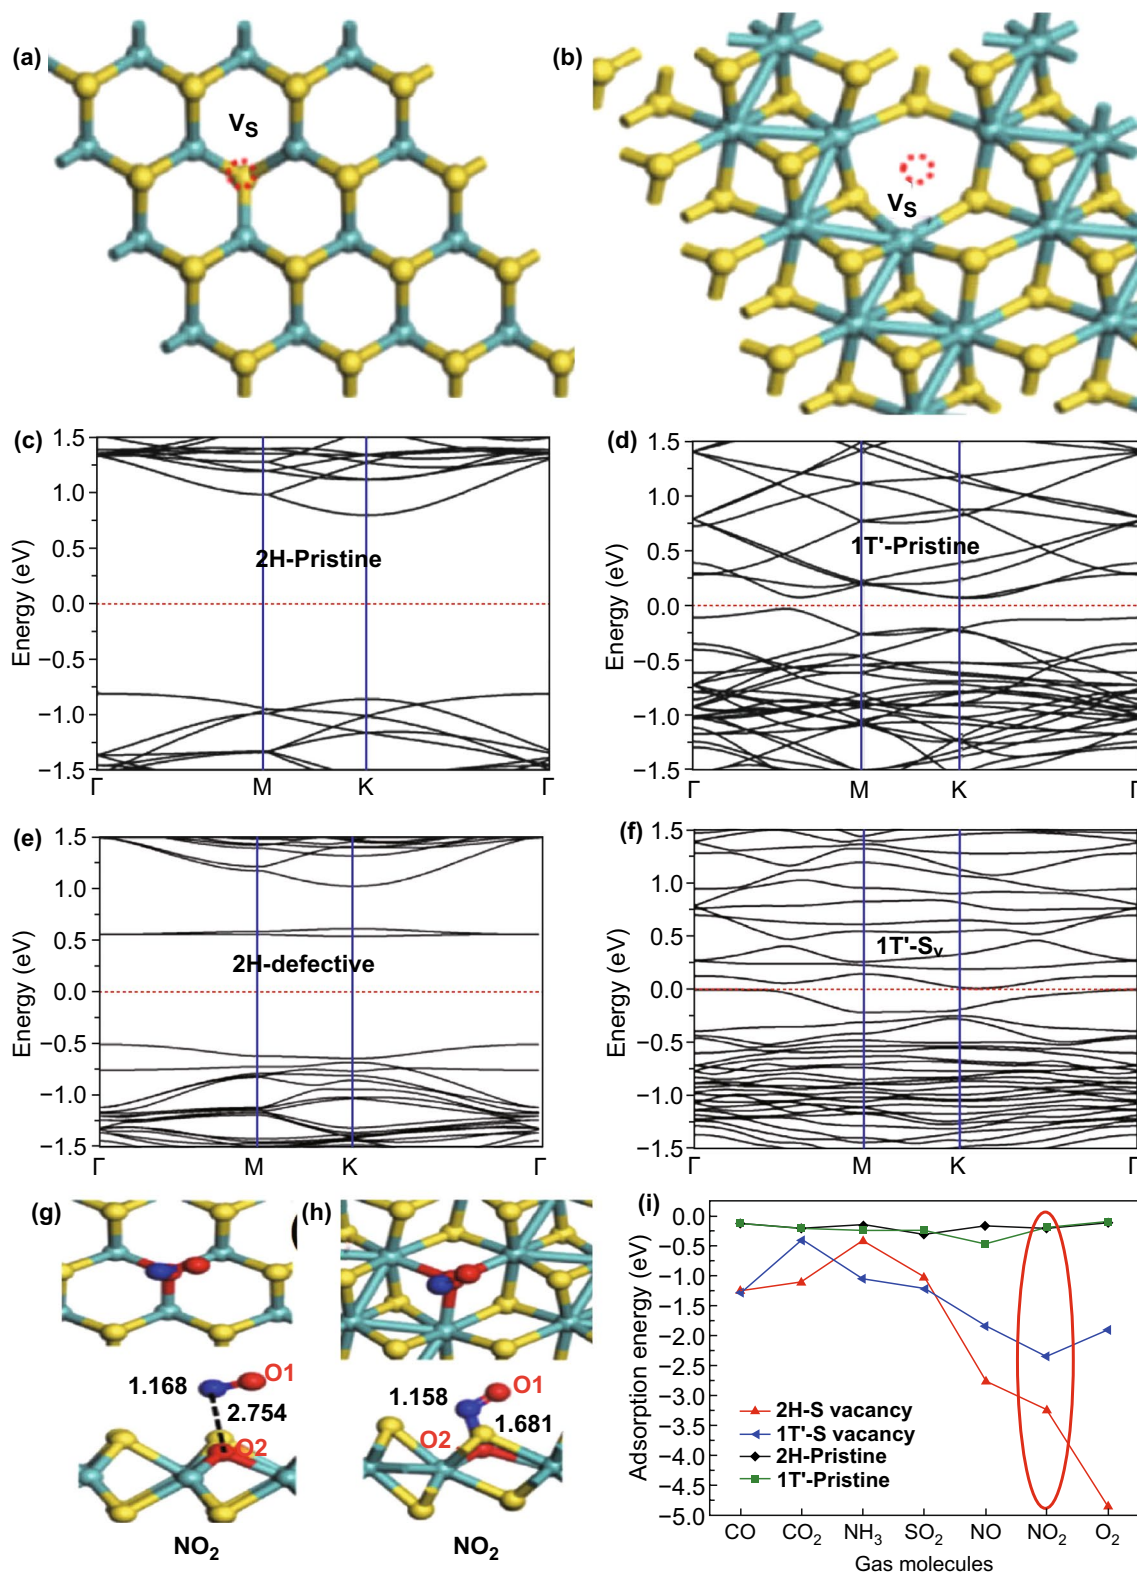 (a)
V_S
(b)
V_S
(c)
1.5
1.0
0.5
0.0
−0.5
−1.0
−1.5
Energy (eV)
2H-Pristine
Γ M K Γ
(d)
1.5
1.0
0.5
0.0
−0.5
−1.0
−1.5
Energy (eV)
1T'-Pristine
Γ M K Γ
(e)
1.5
1.0
0.5
0.0
−0.5
−1.0
−1.5
Energy (eV)
2H-defective
Γ M K Γ
(f)
1.5
1.0
0.5
0.0
−0.5
−1.0
−1.5
Energy (eV)
1T'-S_v
Γ M K Γ
(g)
O1
1.168
2.754
O2
NO₂
(h)
O1
1.158
1.681
O2
NO₂
(i)
0.0
−0.5
−1.0
−1.5
−2.0
−2.5
−3.0
−3.5
−4.0
−4.5
−5.0
Adsorption energy (eV)
2H-S vacancy
1T'-S vacancy
2H-Pristine
1T'-Pristine
CO CO₂ NH₃ SO₂ NO NO₂ O₂
Gas molecules